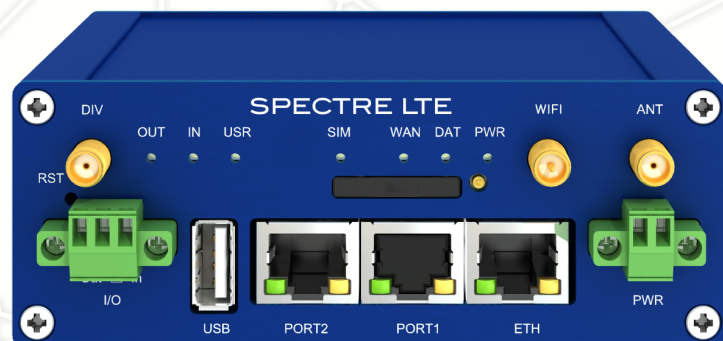 SPECTRE LTE
DIV
WIFI
ANT
OUT IN USR SIM WAN DAT PWR
RST
I/O
PWR
USB PORT2 PORT1 ETH